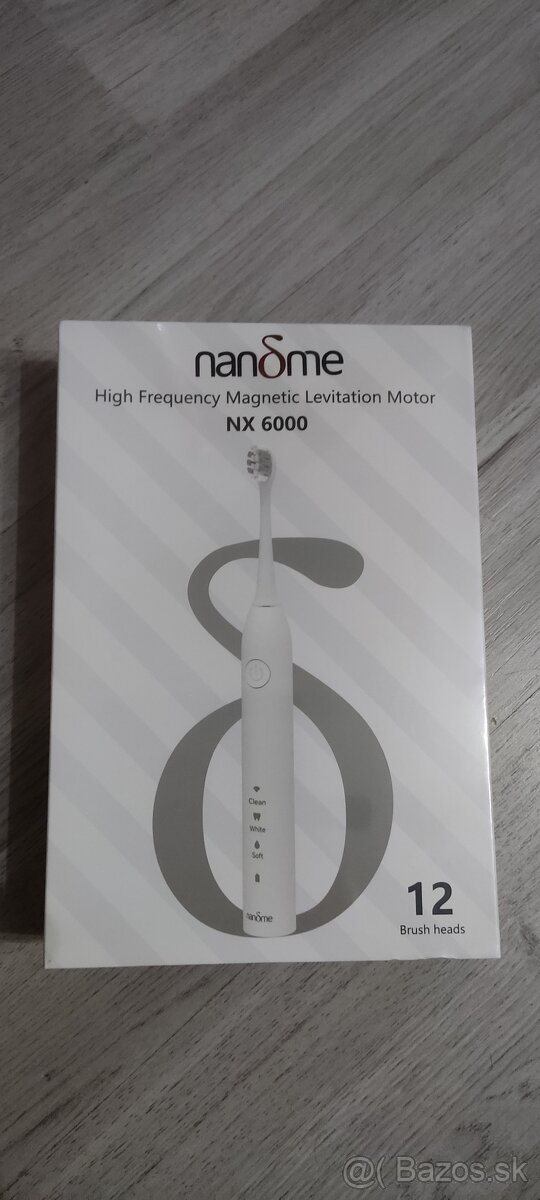 nanδme
High Frequency Magnetic Levitation Motor
NX 6000
Clean
White
Soft
nanδme
12
Brush heads
@( Bazos.sk